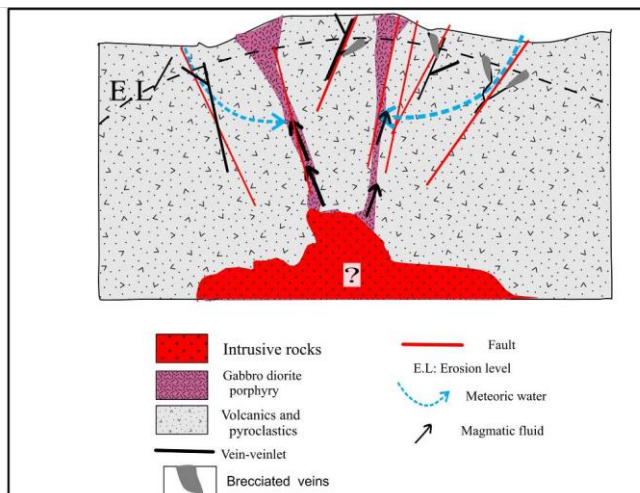 E.L
?
Intrusive rocks
Gabbro diorite
porphyry
Volcanics and
pyroclastics
Vein-veinlet
Brecciated veins
Fault
E.L: Erosion level
Meteoric water
Magmatic fluid